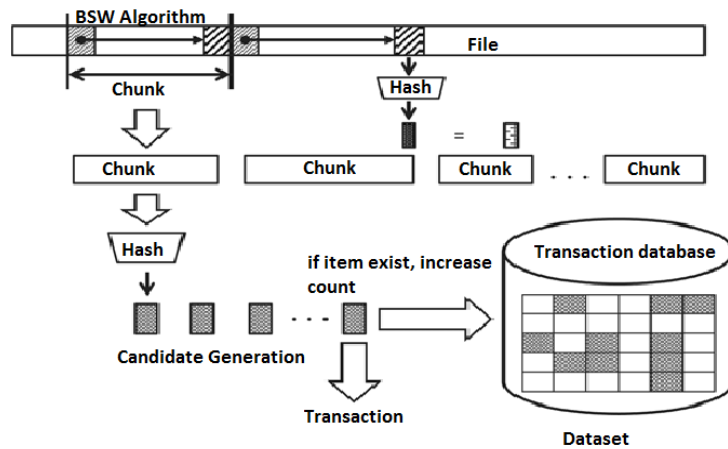 BSW Algorithm
File
Chunk
Hash
=
Chunk
Chunk
Chunk
. . .
Chunk
Hash
if item exist, increase
count
Transaction database
. . .
Candidate Generation
Transaction
Dataset